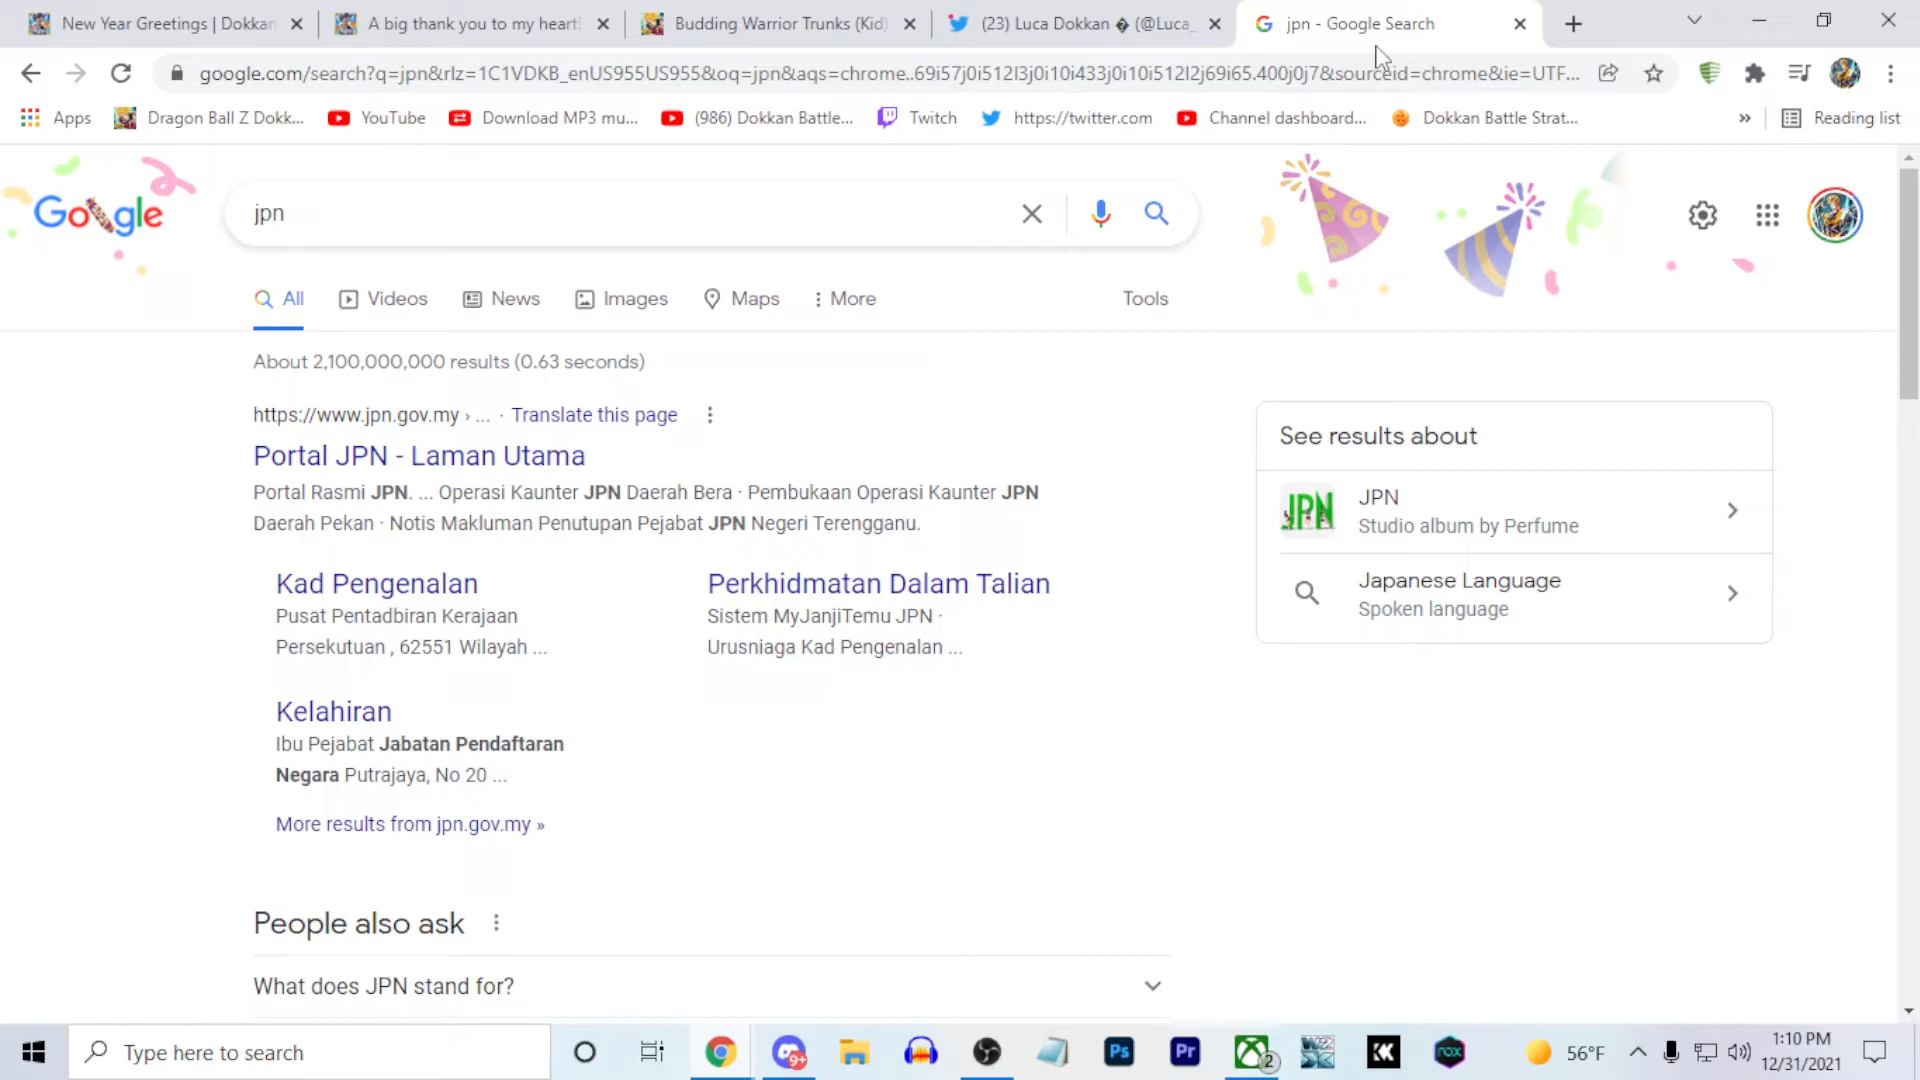 New Year Greetings | Dokkan
A big thank you to my heart!
Budding Warrior Trunks (Kid)
(23) Luca Dokkan � (@Luca_
jpn - Google Search
google.com/search?q=jpn&rlz=1C1VDKB_enUS955US955&oq=jpn&aqs=chrome..69i57j0i512l3j0i10i433j0i10i512l2j69i65.400j0j7&sourceid=chrome&ie=UTF...
Apps
Dragon Ball Z Dokk...
YouTube
Download MP3 mu...
(986) Dokkan Battle...
Twitch
https://twitter.com
Channel dashboard...
Dokkan Battle Strat...
»
Reading list
Google
jpn
All
Videos
News
Images
Maps
More
Tools
About 2,100,000,000 results (0.63 seconds)
https://www.jpn.gov.my › ... · Translate this page
Portal JPN - Laman Utama
Portal Rasmi JPN. ... Operasi Kaunter JPN Daerah Bera · Pembukaan Operasi Kaunter JPN
Daerah Pekan · Notis Makluman Penutupan Pejabat JPN Negeri Terengganu.
Kad Pengenalan
Pusat Pentadbiran Kerajaan
Persekutuan , 62551 Wilayah ...
Perkhidmatan Dalam Talian
Sistem MyJanjiTemu JPN ·
Urusniaga Kad Pengenalan ...
Kelahiran
Ibu Pejabat Jabatan Pendaftaran
Negara Putrajaya, No 20 ...
More results from jpn.gov.my »
See results about
JPN
JPN
Studio album by Perfume
Japanese Language
Spoken language
People also ask
What does JPN stand for?
Type here to search
9+
Ps
Pr
2
W22
KK
nox
56°F
1:10 PM
12/31/2021